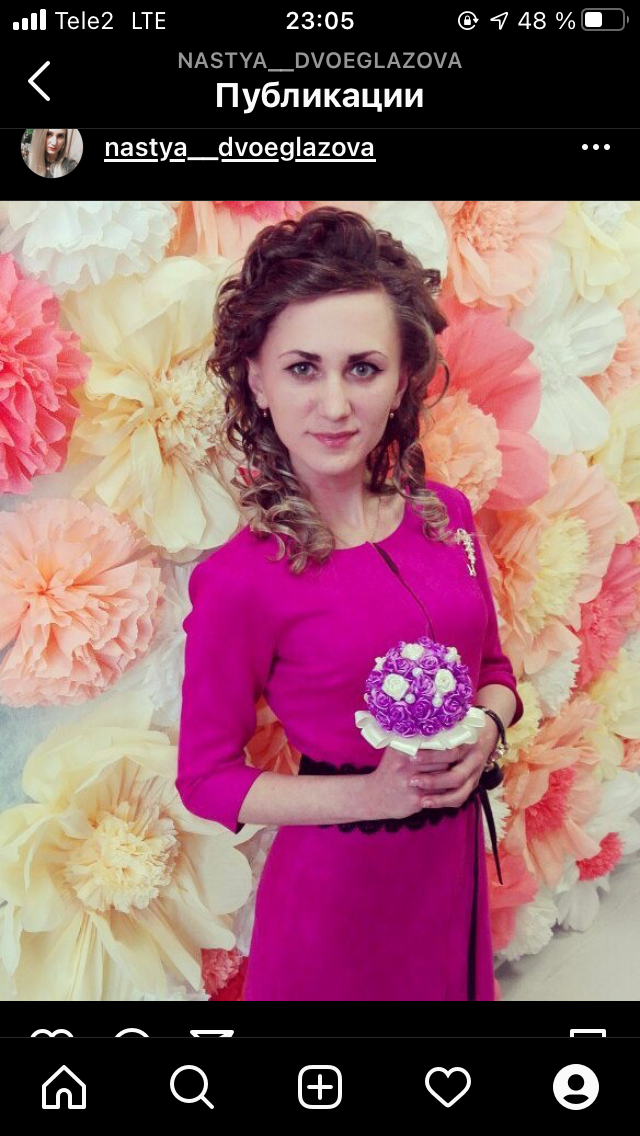 Tele2 LTE 23:05 48 %
NASTYA__DVOEGLAZOVA
Публикации
nastya__dvoeglazova